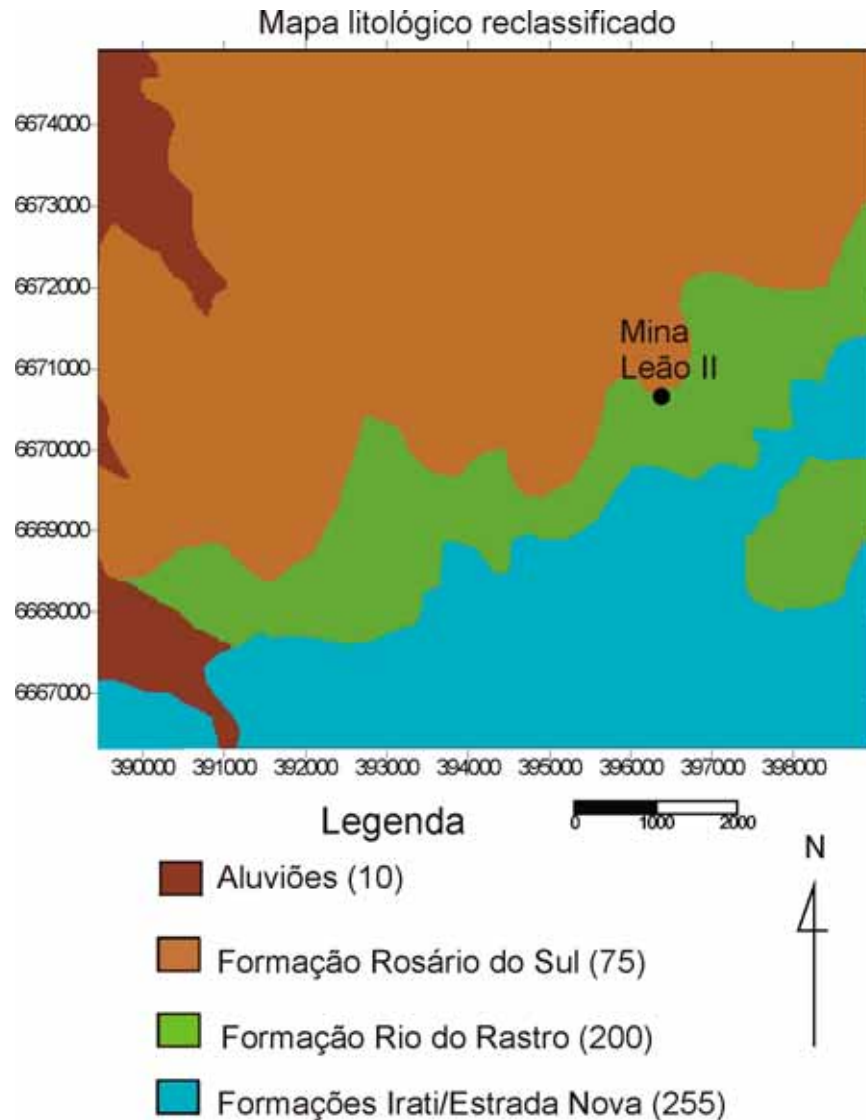 Mapa litológico reclassificado
6674000
6673000
6672000
6671000
6670000
6669000
6668000
6667000
Mina
Leão II
390000 391000 392000 393000 394000 395000 396000 397000 398000
Legenda
0 1000 2000
N
Aluviões (10)
Formação Rosário do Sul (75)
Formação Rio do Rastro (200)
Formações Irati/Estrada Nova (255)